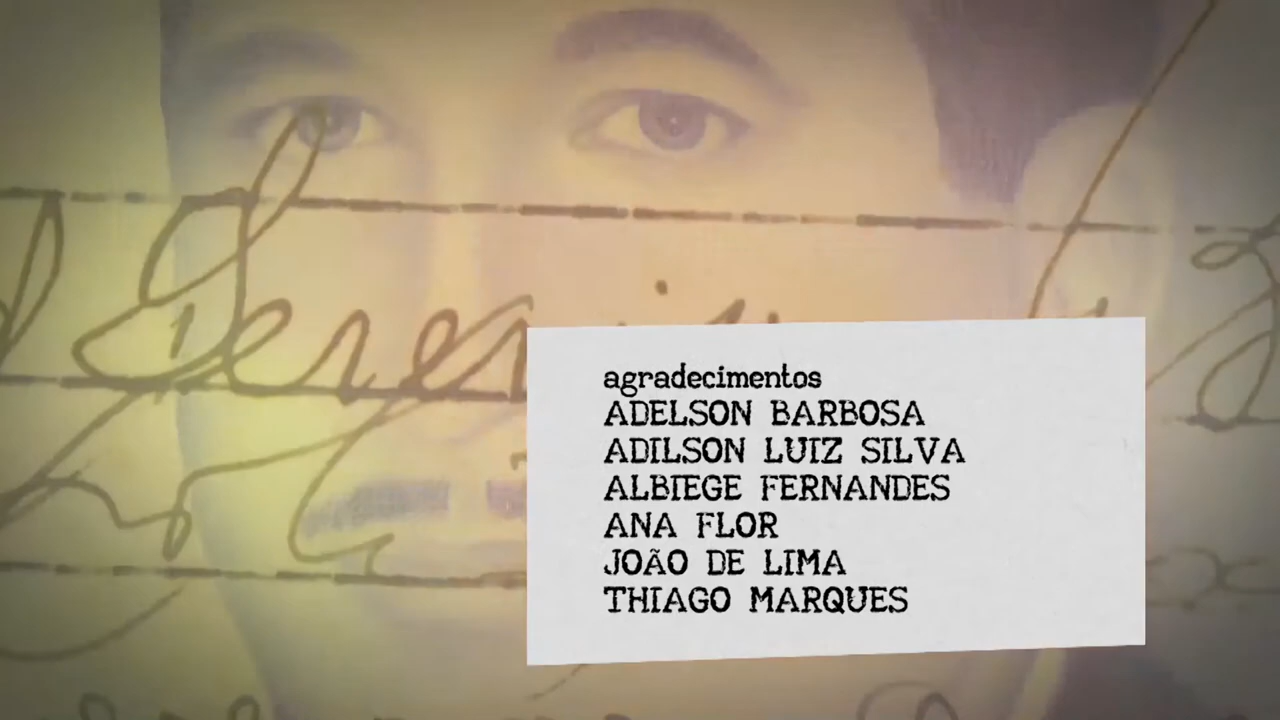 agradecimentos
ADELSON BARBOSA
ADILSON LUIZ SILVA
ALBIEGE FERNANDES
ANA FLOR
JOÃO DE LIMA
THIAGO MARQUES